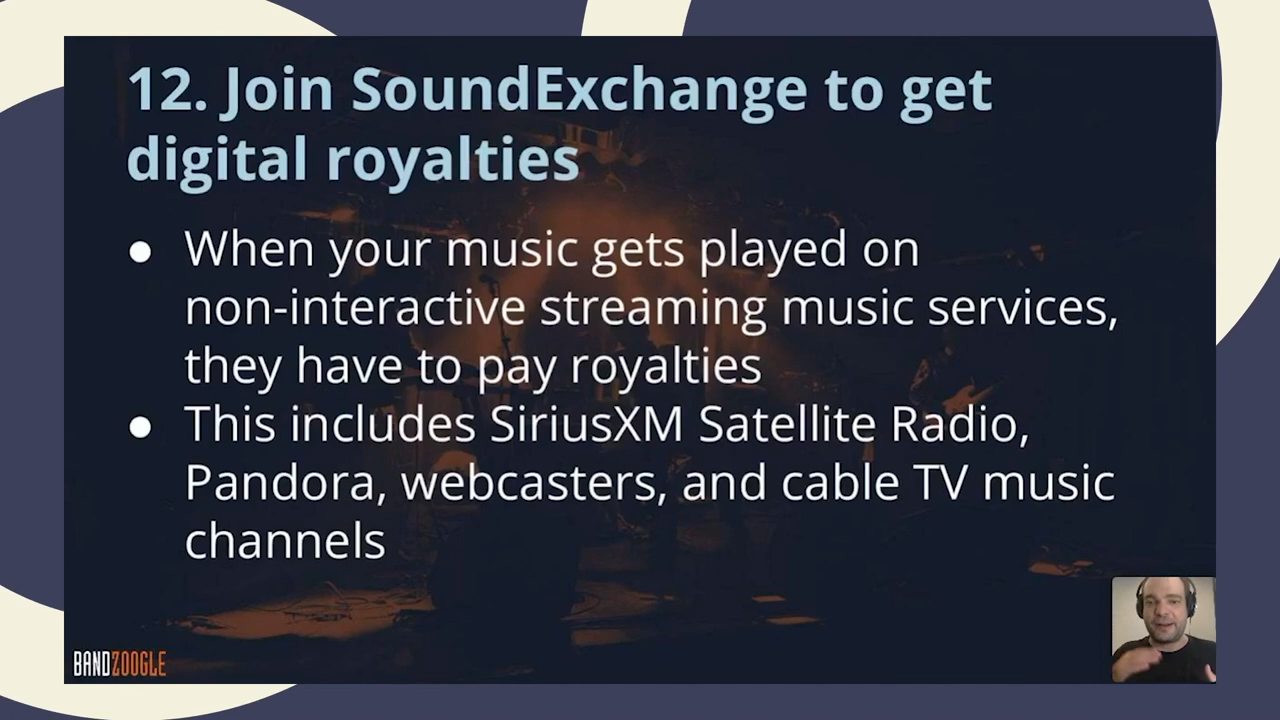 12. Join SoundExchange to get
digital royalties
● When your music gets played on
non-interactive streaming music services,
they have to pay royalties
● This includes SiriusXM Satellite Radio,
Pandora, webcasters, and cable TV music
channels
BANDZOOGLE